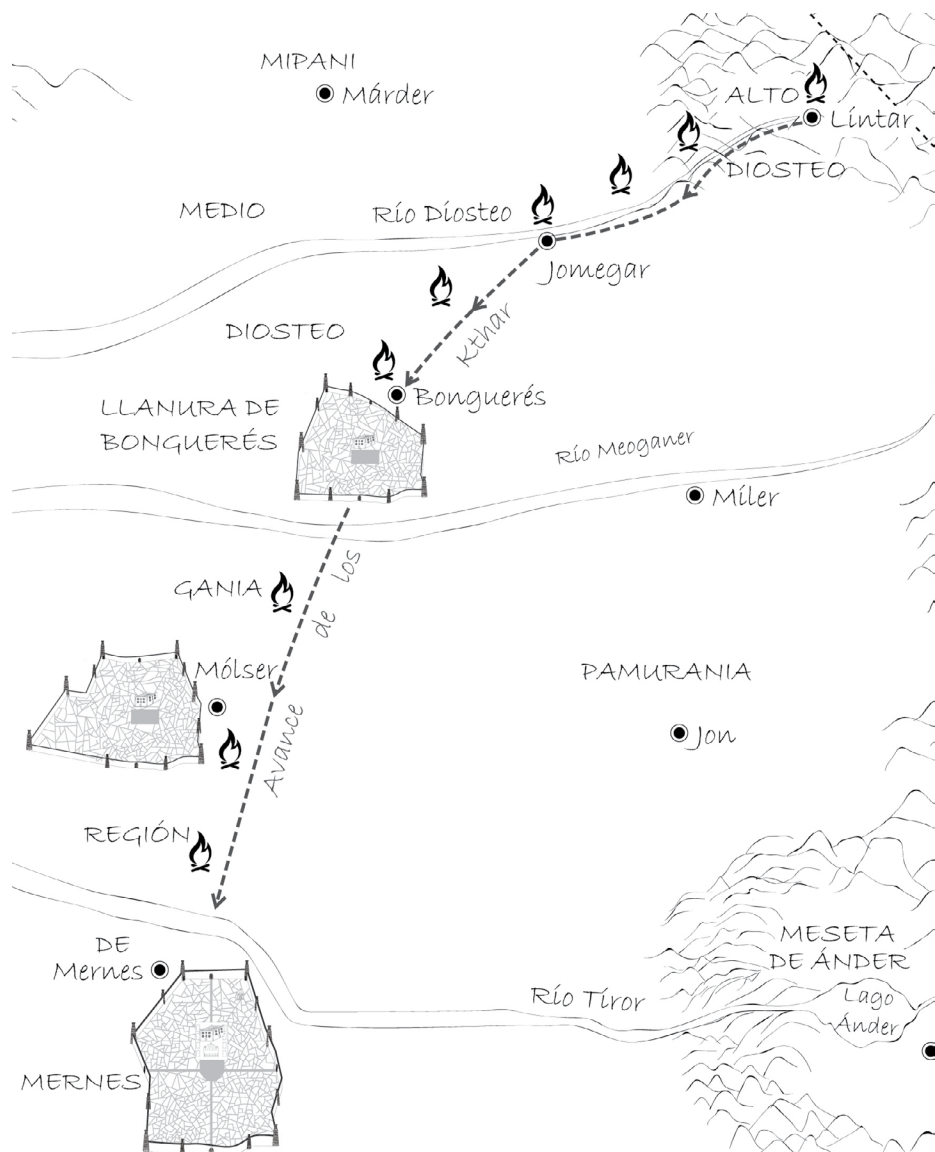 MIPANI
Márder
ALTO
Líntar
DIOSTEO
MEDIO
Río Diosteo
Jomegar
Kthar
DIOSTEO
Bonguerés
LLANURA DE
BONGUERÉS
Río Meoganer
Míler
los
de
GANIA
Mólser
PAMURANIA
Jon
Avance
REGIÓN
DE
Mernes
MESETA
DE ÁNDER
Río Tíror
Lago
Ánder
MERNES